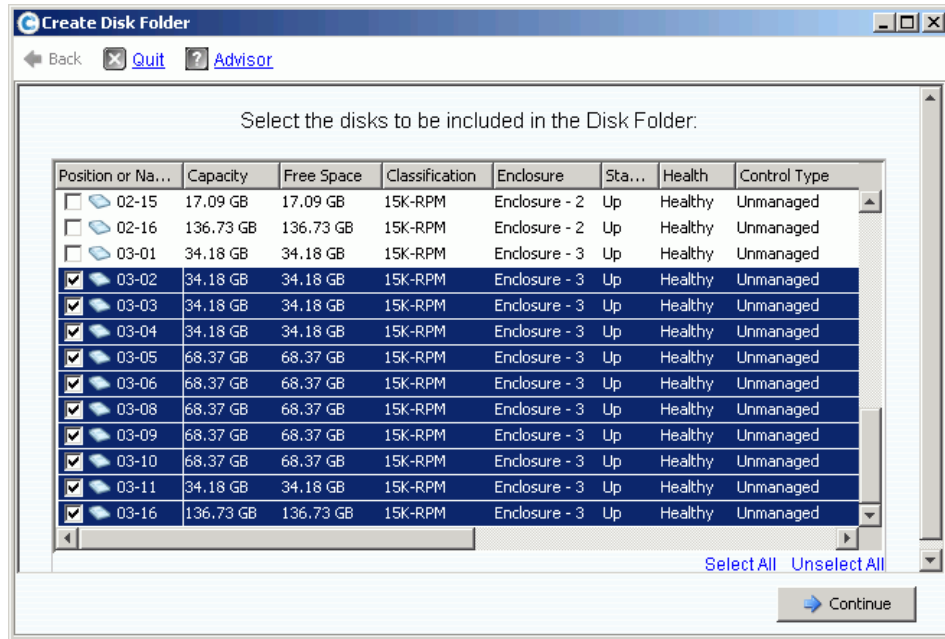 Create Disk Folder
Back Quit Advisor
Select the disks to be included in the Disk Folder:
Position or Na... Capacity Free Space Classification Enclosure Sta... Health Control Type
02-15 17.09 GB 17.09 GB 15K-RPM Enclosure - 2 Up Healthy Unmanaged
02-16 136.73 GB 136.73 GB 15K-RPM Enclosure - 2 Up Healthy Unmanaged
03-01 34.18 GB 34.18 GB 15K-RPM Enclosure - 3 Up Healthy Unmanaged
03-02 34.18 GB 34.18 GB 15K-RPM Enclosure - 3 Up Healthy Unmanaged
03-03 34.18 GB 34.18 GB 15K-RPM Enclosure - 3 Up Healthy Unmanaged
03-04 34.18 GB 34.18 GB 15K-RPM Enclosure - 3 Up Healthy Unmanaged
03-05 68.37 GB 68.37 GB 15K-RPM Enclosure - 3 Up Healthy Unmanaged
03-06 68.37 GB 68.37 GB 15K-RPM Enclosure - 3 Up Healthy Unmanaged
03-08 68.37 GB 68.37 GB 15K-RPM Enclosure - 3 Up Healthy Unmanaged
03-09 68.37 GB 68.37 GB 15K-RPM Enclosure - 3 Up Healthy Unmanaged
03-10 68.37 GB 68.37 GB 15K-RPM Enclosure - 3 Up Healthy Unmanaged
03-11 34.18 GB 34.18 GB 15K-RPM Enclosure - 3 Up Healthy Unmanaged
03-16 136.73 GB 136.73 GB 15K-RPM Enclosure - 3 Up Healthy Unmanaged
Select All Unselect All
Continue